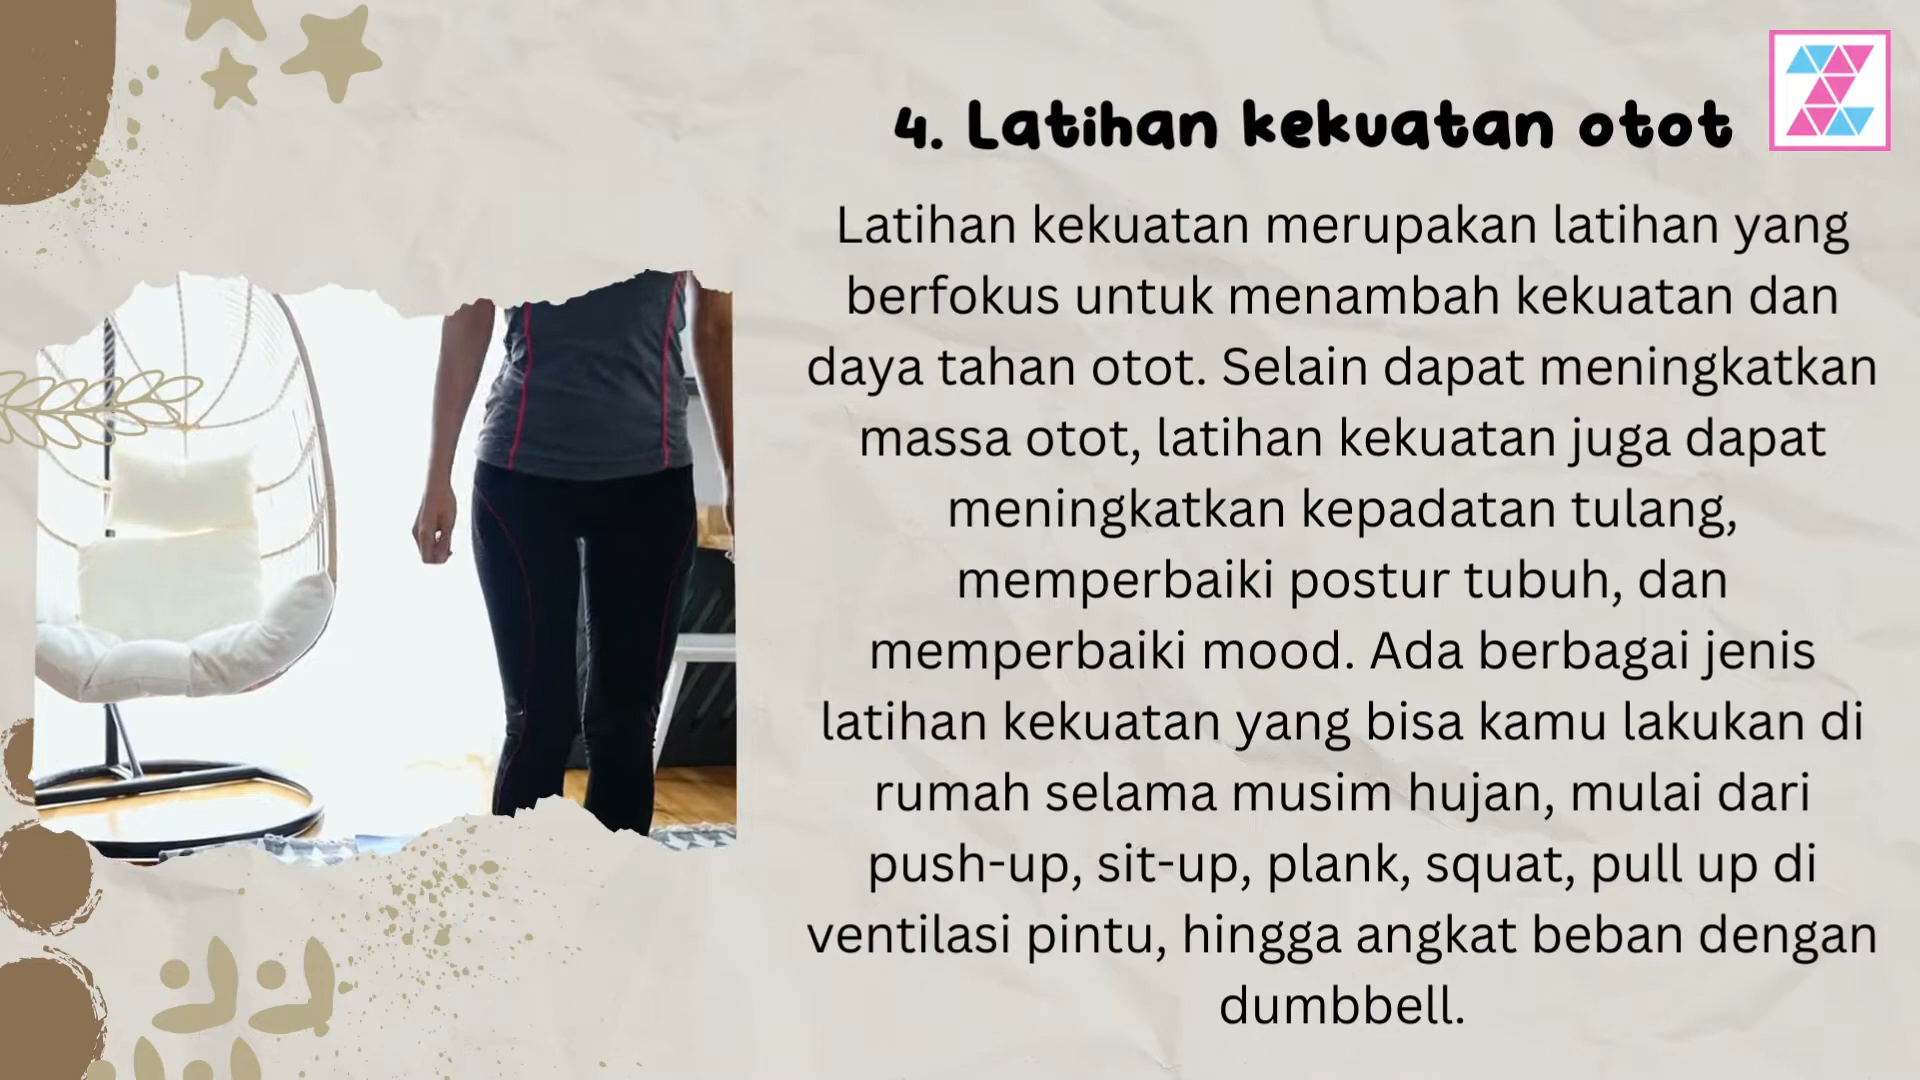 4. Latihan kekuatan otot
Latihan kekuatan merupakan latihan yang
berfokus untuk menambah kekuatan dan
daya tahan otot. Selain dapat meningkatkan
massa otot, latihan kekuatan juga dapat
meningkatkan kepadatan tulang,
memperbaiki postur tubuh, dan
memperbaiki mood. Ada berbagai jenis
latihan kekuatan yang bisa kamu lakukan di
rumah selama musim hujan, mulai dari
push-up, sit-up, plank, squat, pull up di
ventilasi pintu, hingga angkat beban dengan
dumbbell.